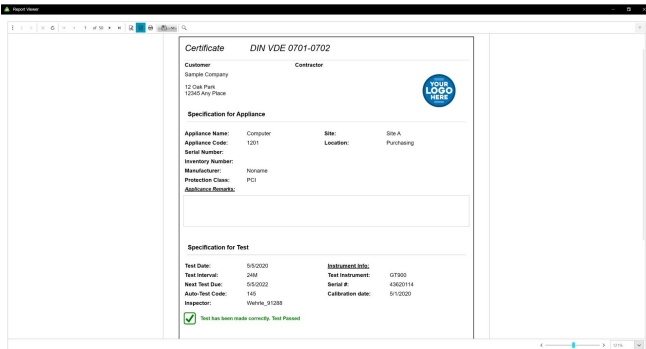 Report Viewer
1 of 56
Certificate DIN VDE 0701-0702
Customer Contractor
Sample Company
12 Oak Park
12345 Any Place
YOUR
LOGO
HERE
Specification for Appliance
Appliance Name: Computer Site: Site A
Appliance Code: 1201 Location: Purchasing
Serial Number:
Inventory Number:
Manufacturer: Noname
Protection Class: PCI
Applicance Remarks:
Specification for Test
Test Date: 5/5/2020 Instrument Info:
Test Interval: 24M Test Instrument: GT900
Next Test Due: 5/5/2022 Serial #: 43620114
Auto-Test Code: 145 Calibration date: 5/1/2020
Inspector: Wehrle_91288
Test has been made correctly. Test Passed